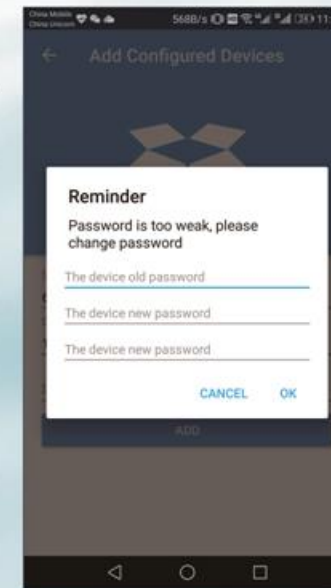 China Mobile
China Unicom
568B/s
11:
Add Configured Devices
Reminder
Password is too weak, please
change password
The device old password
The device new password
The device new password
CANCEL OK
ADD